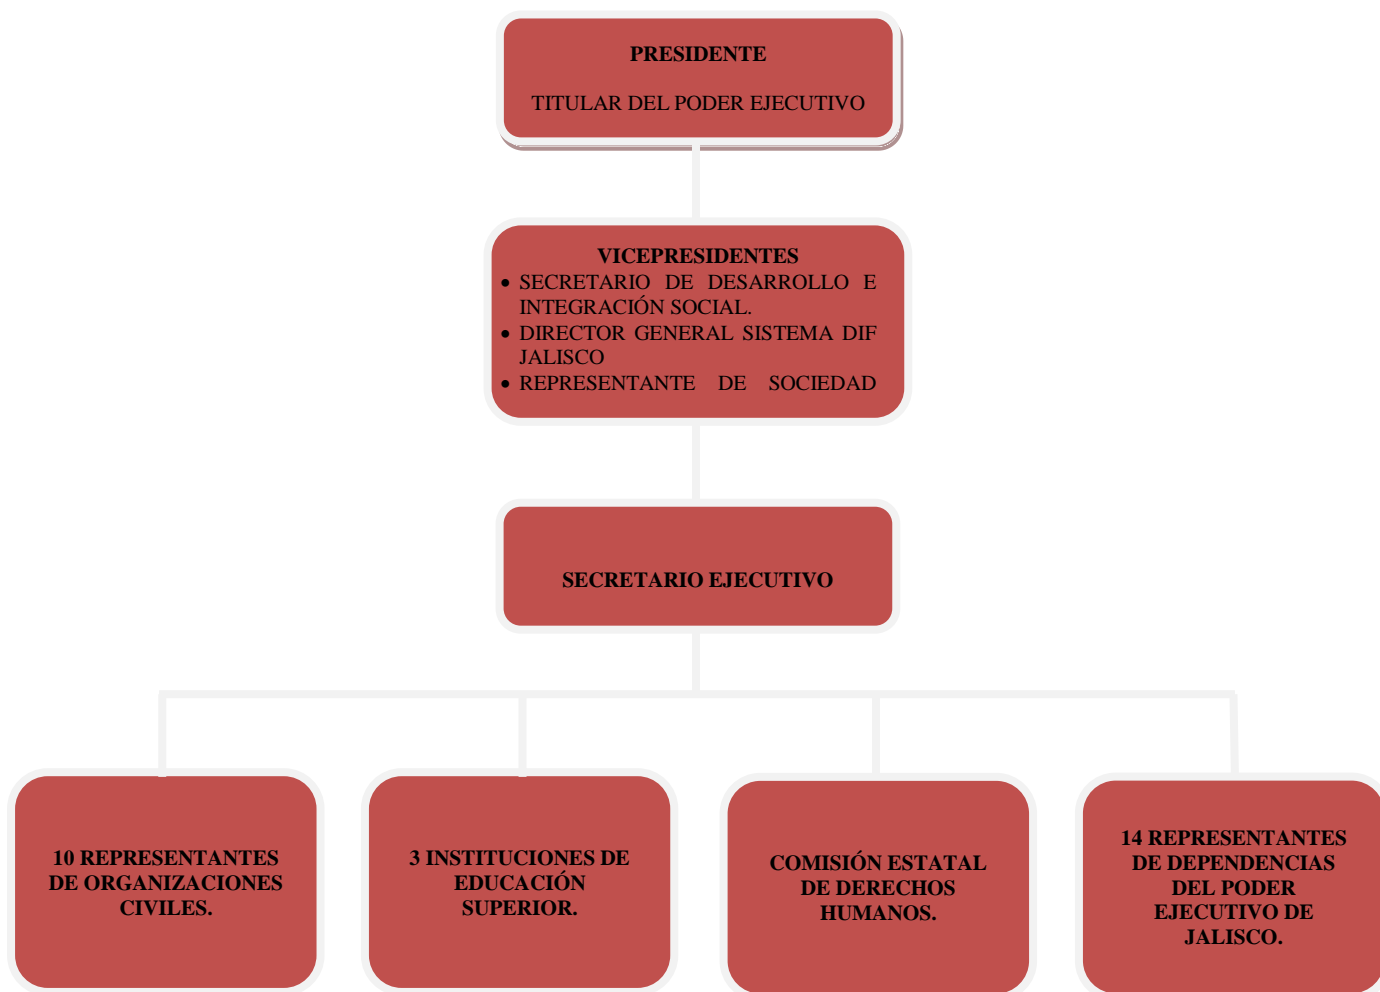 PRESIDENTE
TITULAR DEL PODER EJECUTIVO
VICEPRESIDENTES
• SECRETARIO DE DESARROLLO E
INTEGRACIÓN SOCIAL.
• DIRECTOR GENERAL SISTEMA DIF
JALISCO
• REPRESENTANTE DE SOCIEDAD
SECRETARIO EJECUTIVO
10 REPRESENTANTES
DE ORGANIZACIONES
CIVILES.
3 INSTITUCIONES DE
EDUCACIÓN
SUPERIOR.
COMISIÓN ESTATAL
DE DERECHOS
HUMANOS.
14 REPRESENTANTES
DE DEPENDENCIAS
DEL PODER
EJECUTIVO DE
JALISCO.